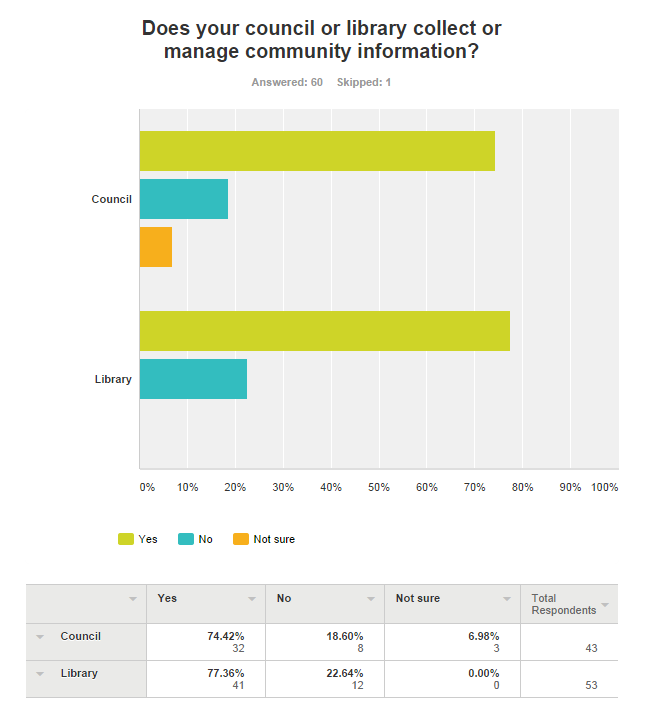 Does your council or library collect or
manage community information?
Answered: 60 Skipped: 1
Council
Library
0% 10% 20% 30% 40% 50% 60% 70% 80% 90% 100%
Yes No Not sure
Yes No Not sure Total Respondents
Council 74.42% 18.60% 6.98%
32 8 3 43
Library 77.36% 22.64% 0.00%
41 12 0 53